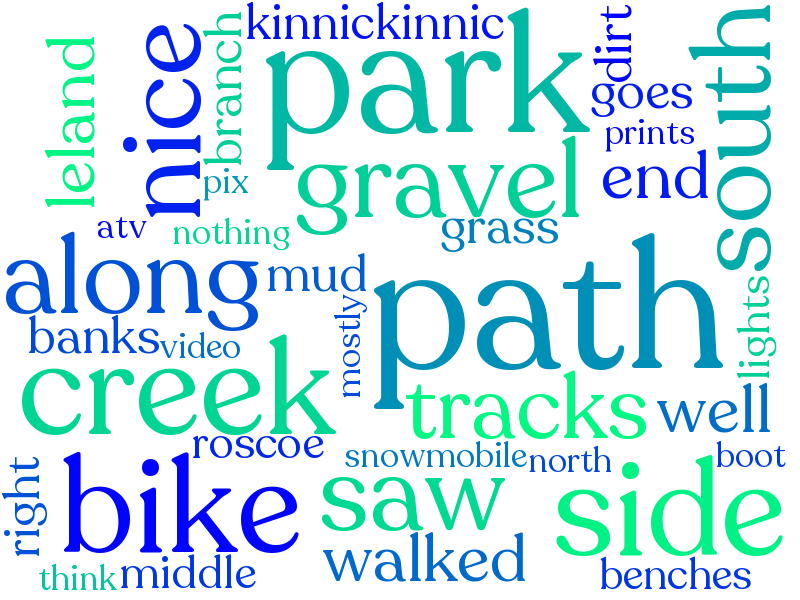 kinnickinnic
leland
nice
branch
park
dirt
south
goes
prints
pix
gravel
end
atv
nothing
grass
along
mud
path
lights
banks
video
mostly
creek
tracks
well
roscoe
snowmobile
north
boot
right
bike
saw
side
walked
think
middle
benches